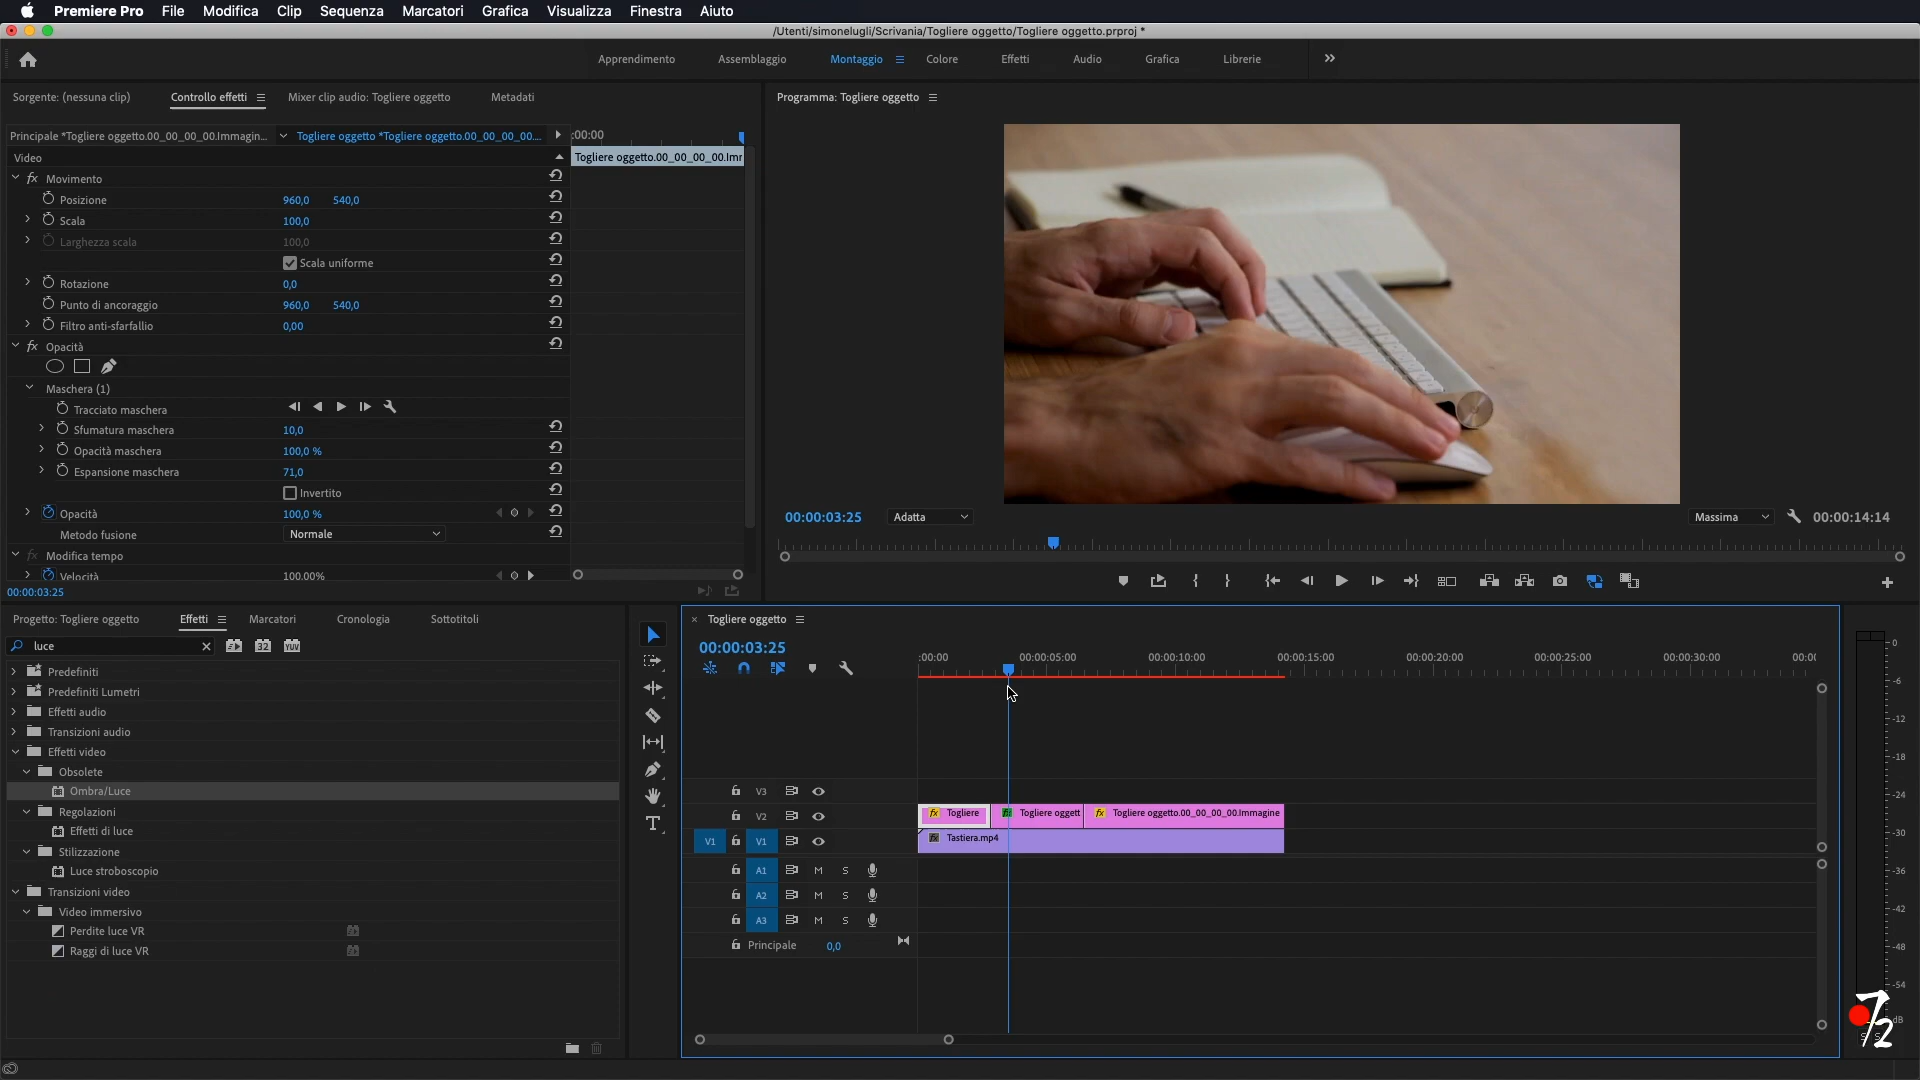 Premiere Pro File Modifica Clip Sequenza Marcatori Grafica Visualizza Finestra Aiuto
/Utenti/simonelugli/Scrivania/Togliere oggetto/Togliere oggetto.prproj *
Apprendimento Assemblaggio Montaggio Colore Effetti Audio Grafica Librerie
Sorgente: (nessuna clip) Controllo effetti Mixer clip audio: Togliere oggetto Metadati
Programma: Togliere oggetto
Principale *Togliere oggetto.00_00_00_00.Immagin... Togliere oggetto *Togliere oggetto.00_00_00_00.... :00:00
Video Togliere oggetto.00_00_00_00.Imm
fx Movimento
Posizione 960,0 540,0
Scala 100,0
Larghezza scala 100,0
Scala uniforme
Rotazione 0,0
Punto di ancoraggio 960,0 540,0
Filtro anti-sfarfallio 0,00
fx Opacità
Maschera (1)
Tracciato maschera
Sfumatura maschera 10,0
Opacità maschera 100,0 %
Espansione maschera 71,0
Invertito
Opacità 100,0 %
Metodo fusione Normale
fx Modifica tempo
Velocità 100.00%
00:00:03:25
00:00:03:25 Adatta Massima 00:00:14:14
Progetto: Togliere oggetto Effetti Marcatori Cronologia Sottotitoli
luce 32 YUV
Predefiniti
Predefiniti Lumetri
Effetti audio
Transizioni audio
Effetti video
Obsolete
Ombra/Luce
Regolazioni
Effetti di luce
Stilizzazione
Luce stroboscopio
Transizioni video
Video immersivo
Perdite luce VR
Raggi di luce VR
× Togliere oggetto
00:00:03:25
:00:00 00:00:05:00 00:00:10:00 00:00:15:00 00:00:20:00 00:00:25:00 00:00:30:00 00:0
V3
V2 fx Togliere fx Togliere oggett fx Togliere oggetto.00_00_00_00.Immagine
V1 V1 fx Tastiera.mp4
A1 M S
A2 M S
A3 M S
Principale 0,0
0
-6
-12
-18
-24
-30
-36
-42
-48
-54
dB
S S
7/2